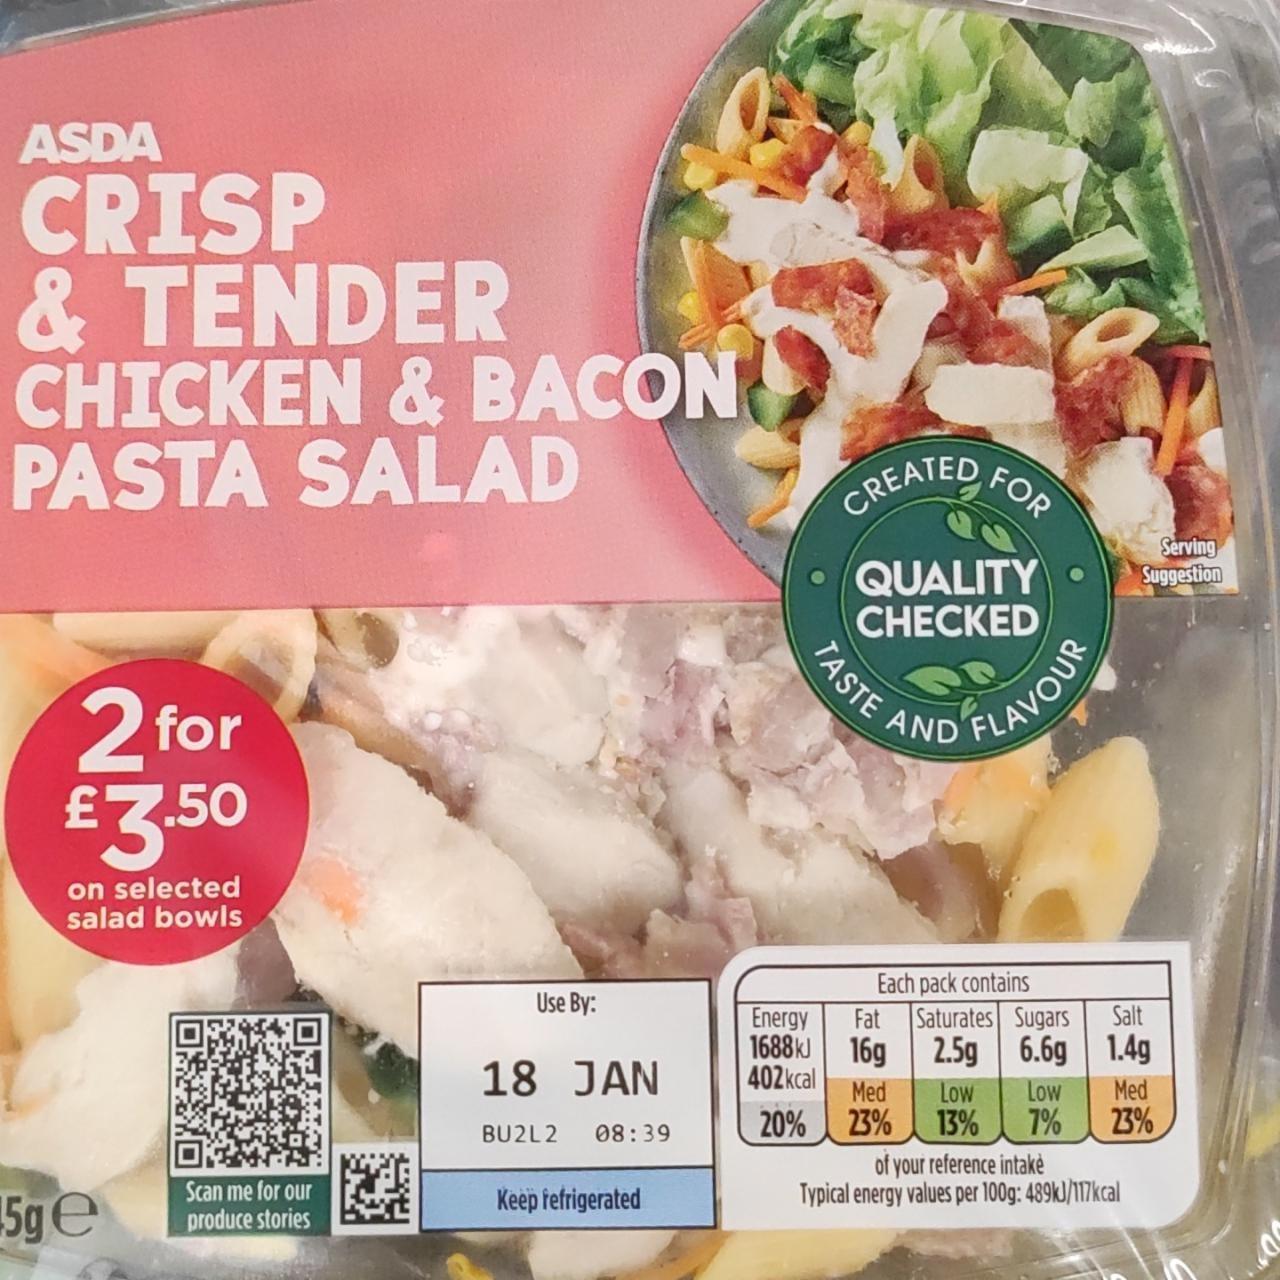 ASDA
CRISP
& TENDER
CHICKEN & BACON
PASTA SALAD
Serving
Suggestion
CREATED FOR
QUALITY
CHECKED
TASTE AND FLAVOUR
2 for
£3.50
on selected
salad bowls
Scan me for our
produce stories
5g e
Use By:
18 JAN
BU2L2 08:39
Keep refrigerated
Each pack contains
Energy Fat Saturates Sugars Salt
1688kJ 16g 2.5g 6.6g 1.4g
402kcal Med Low Low Med
20% 23% 13% 7% 23%
of your reference intake
Typical energy values per 100g: 489kJ/117kcal